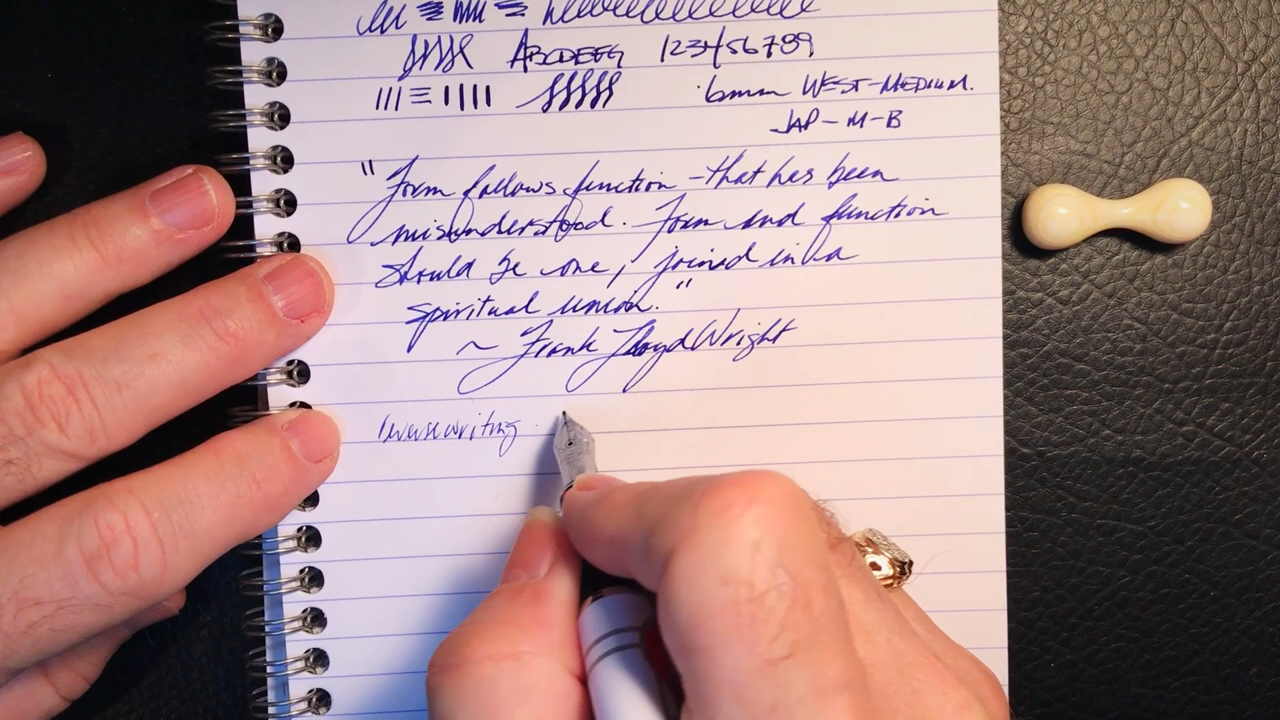 ABCDEFG 123456789
.6mm WEST-MEDIUM.
JAP-M-B
"Form follows function - that has been
misunderstood. Form and function
should be one, joined in a
spiritual union."
~ Frank Lloyd Wright
reverse writing